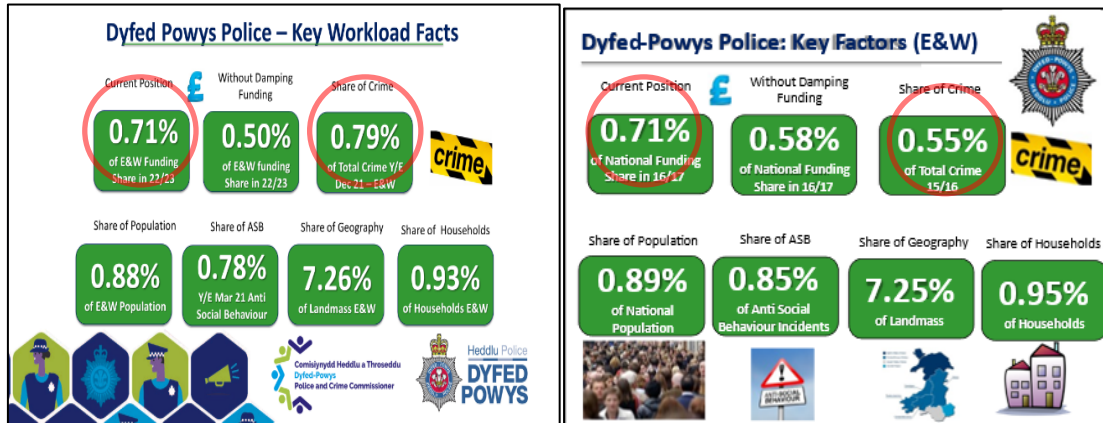 Dyfed Powys Police – Key Workload Facts
Current Position
£
Without Damping
Funding
Share of Crime
0.71%
of E&W Funding
Share in 22/23
0.50%
of E&W funding
Share in 22/23
0.79%
of Total Crime Y/E
Dec 21 – E&W
crime
Share of Population
Share of ASB
Share of Geography
Share of Households
0.88%
of E&W Population
0.78%
Y/E Mar 21 Anti
Social Behaviour
7.26%
of Landmass E&W
0.93%
of Households E&W
Comisiynydd Heddlu a Throseddu
Dyfed-Powys
Police and Crime Commissioner
Heddlu Police
DYFED
POWYS
Dyfed-Powys Police: Key Factors (E&W)
Current Position
£
Without Damping
Funding
Share of Crime
0.71%
of National Funding
Share in 16/17
0.58%
of National Funding
Share in 16/17
0.55%
of Total Crime
15/16
crime
Share of Population
Share of ASB
Share of Geography
Share of Households
0.89%
of National
Population
0.85%
of Anti Social
Behaviour Incidents
7.25%
of Landmass
0.95%
of Households
ANTI-SOCIAL
BEHAVIOUR